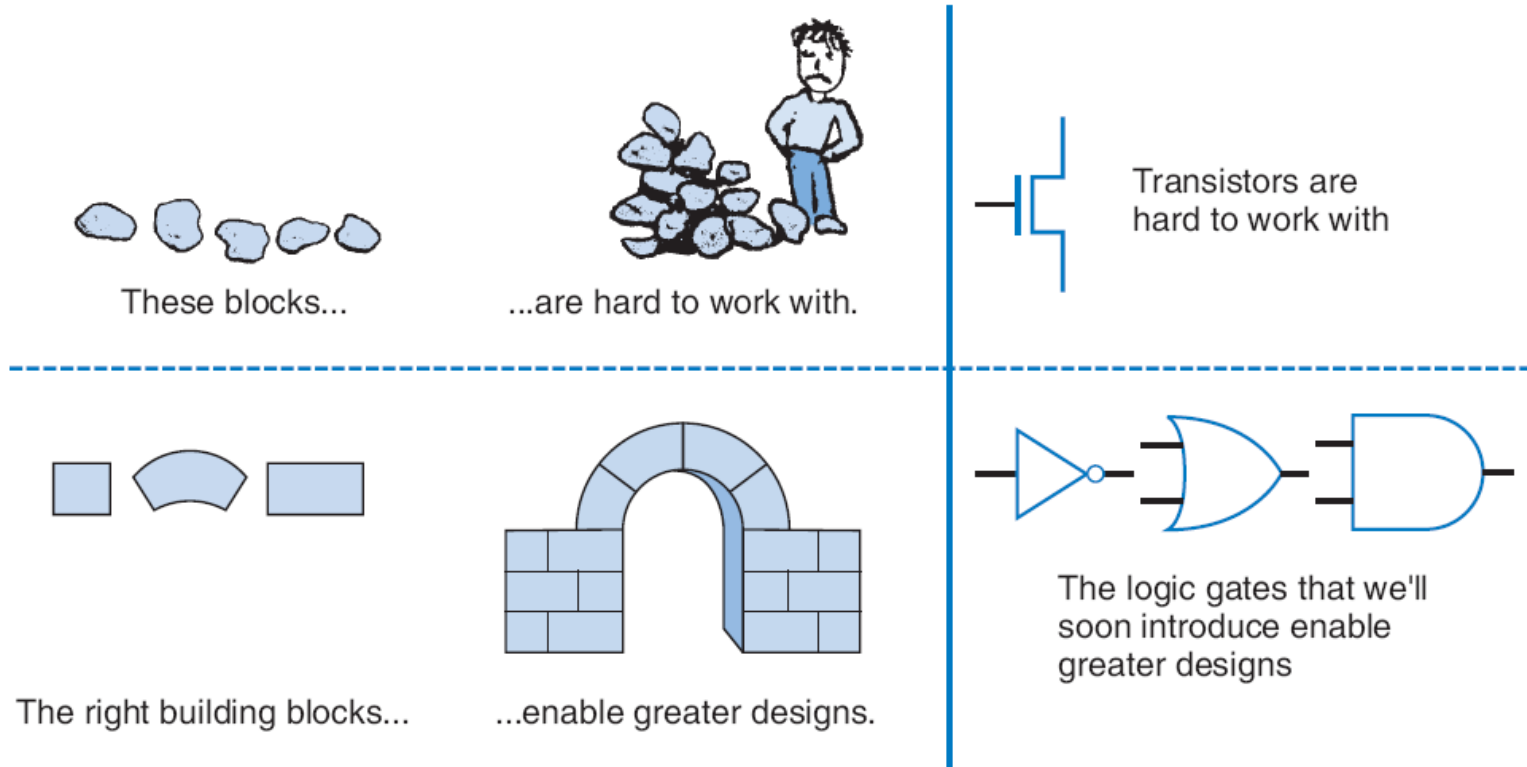 These blocks...
...are hard to work with.
Transistors are
hard to work with
The right building blocks...
...enable greater designs.
The logic gates that we'll
soon introduce enable
greater designs